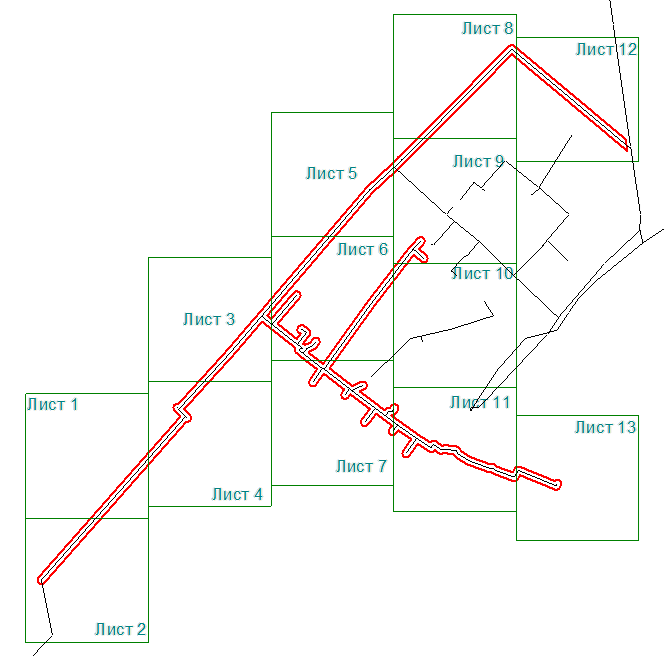 Лист 8
Лист 12
Лист 9
Лист 5
Лист 6
Лист 10
Лист 3
Лист 1
Лист 11
Лист 13
Лист 7
Лист 4
Лист 2